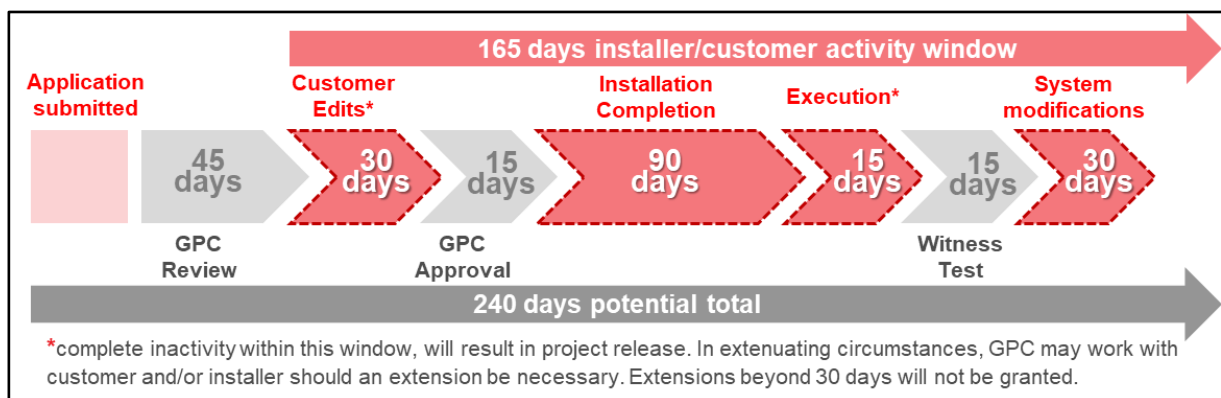 165 days installer/customer activity window
Application
submitted
Customer
Edits*
Installation
Completion
Execution*
System
modifications
45
days
30
days
15
days
90
days
15
days
15
days
30
days
GPC
Review
GPC
Approval
Witness
Test
240 days potential total
*complete inactivity within this window, will result in project release. In extenuating circumstances, GPC may work with
customer and/or installer should an extension be necessary. Extensions beyond 30 days will not be granted.